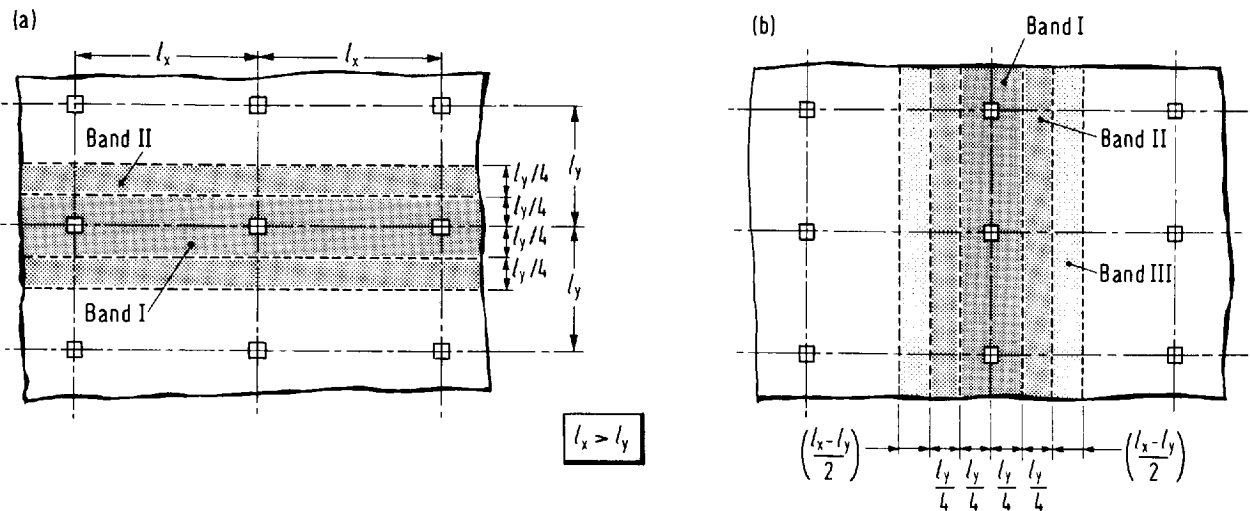 (a)
l_x l_x
Band II
l_y/4
l_y/4
l_y/4
l_y/4
l_y
l_y
Band I
l_x > l_y
(b)
Band I
Band II
Band III
(l_x-l_y/2) l_y/4 l_y/4 l_y/4 l_y/4 (l_x-l_y/2)